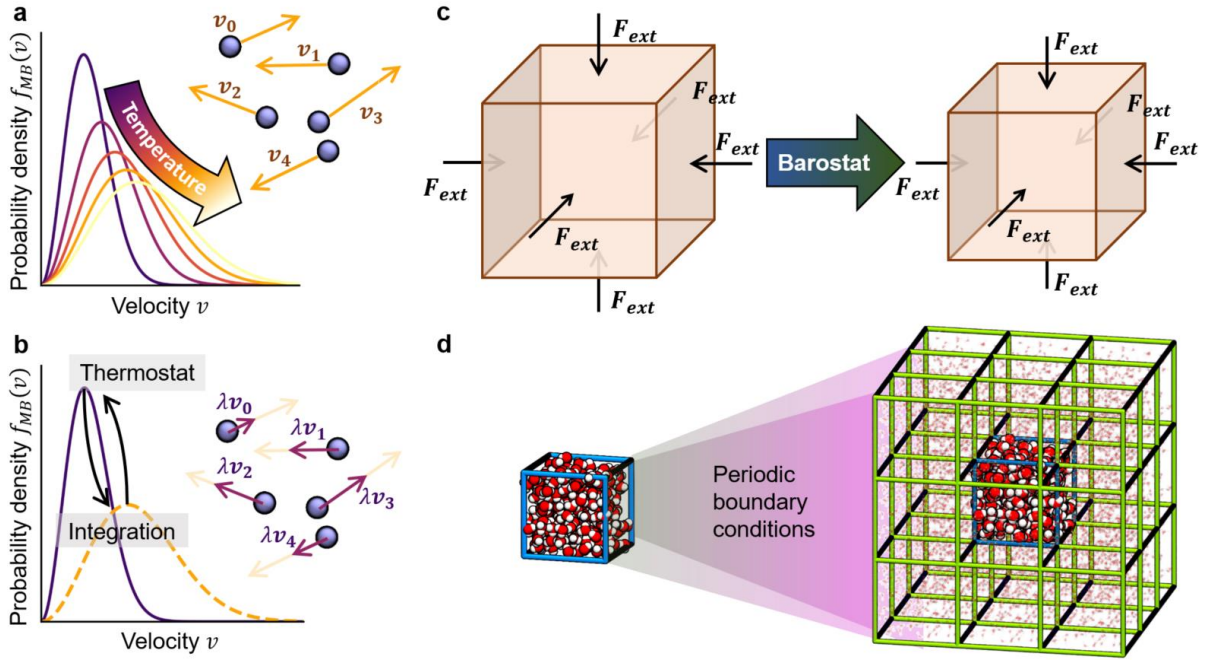 a
Probability density f_MB(v)
v_0
v_1
v_2
v_3
v_4
Temperature
Velocity v
b
Probability density f_MB(v)
Thermostat
Integration
λv_0
λv_1
λv_2
λv_3
λv_4
Velocity v
c
F_ext
F_ext
F_ext
F_ext
F_ext
F_ext
Barostat
F_ext
F_ext
F_ext
F_ext
F_ext
F_ext
d
Periodic
boundary
conditions